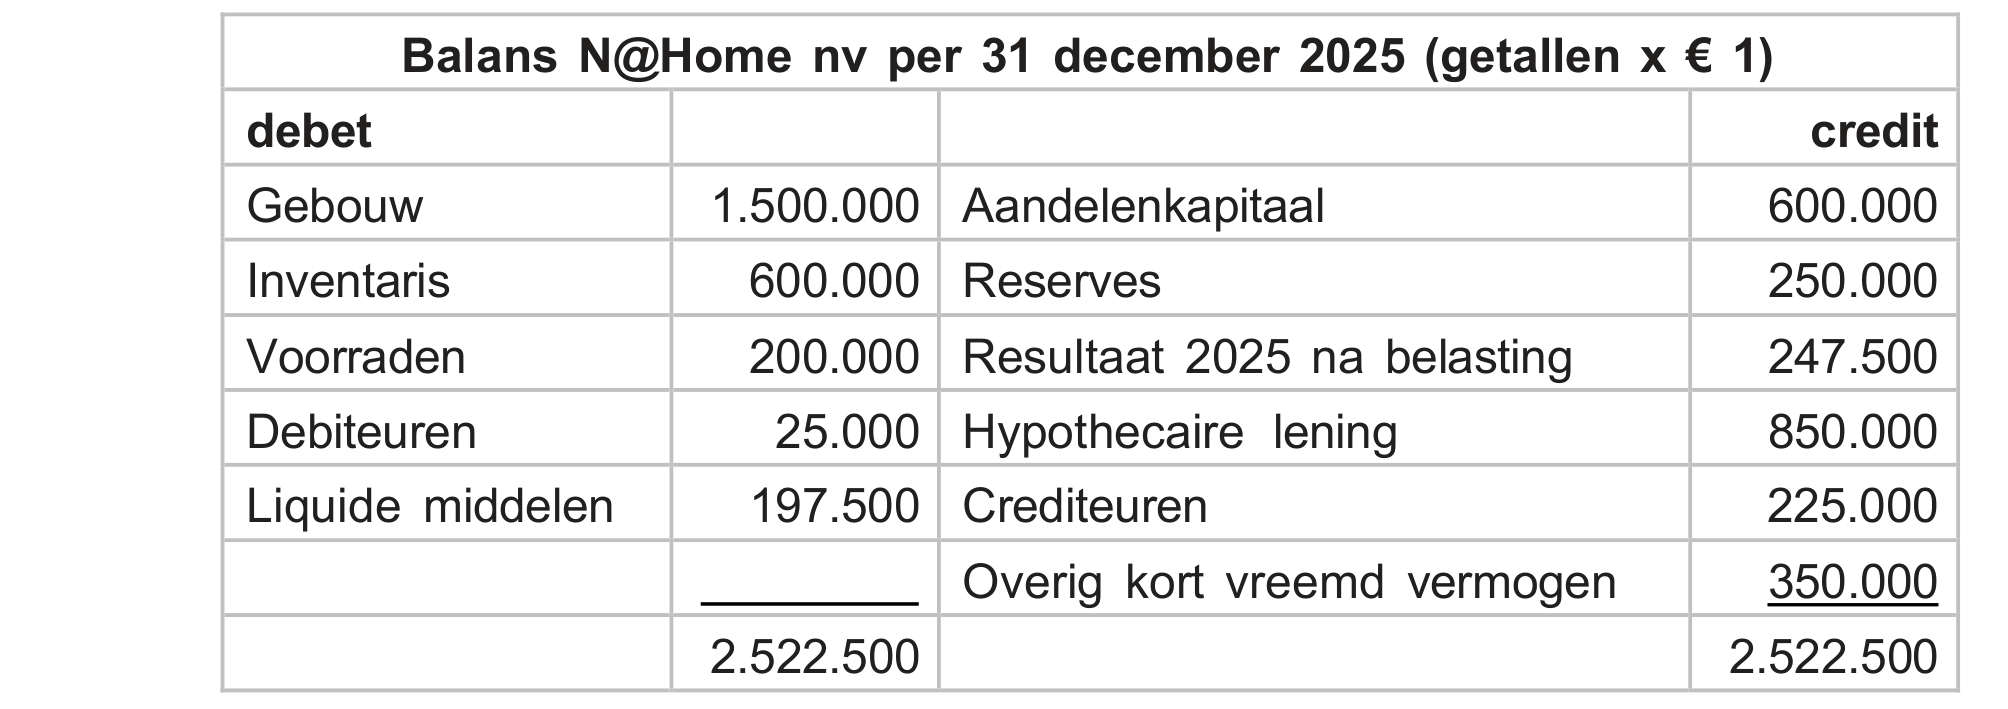 Balans N@Home nv per 31 december 2025 (getallen x € 1)
debet credit
Gebouw 1.500.000 Aandelenkapitaal 600.000
Inventaris 600.000 Reserves 250.000
Voorraden 200.000 Resultaat 2025 na belasting 247.500
Debiteuren 25.000 Hypothecaire lening 850.000
Liquide middelen 197.500 Crediteuren 225.000
Overig kort vreemd vermogen 350.000
2.522.500 2.522.500